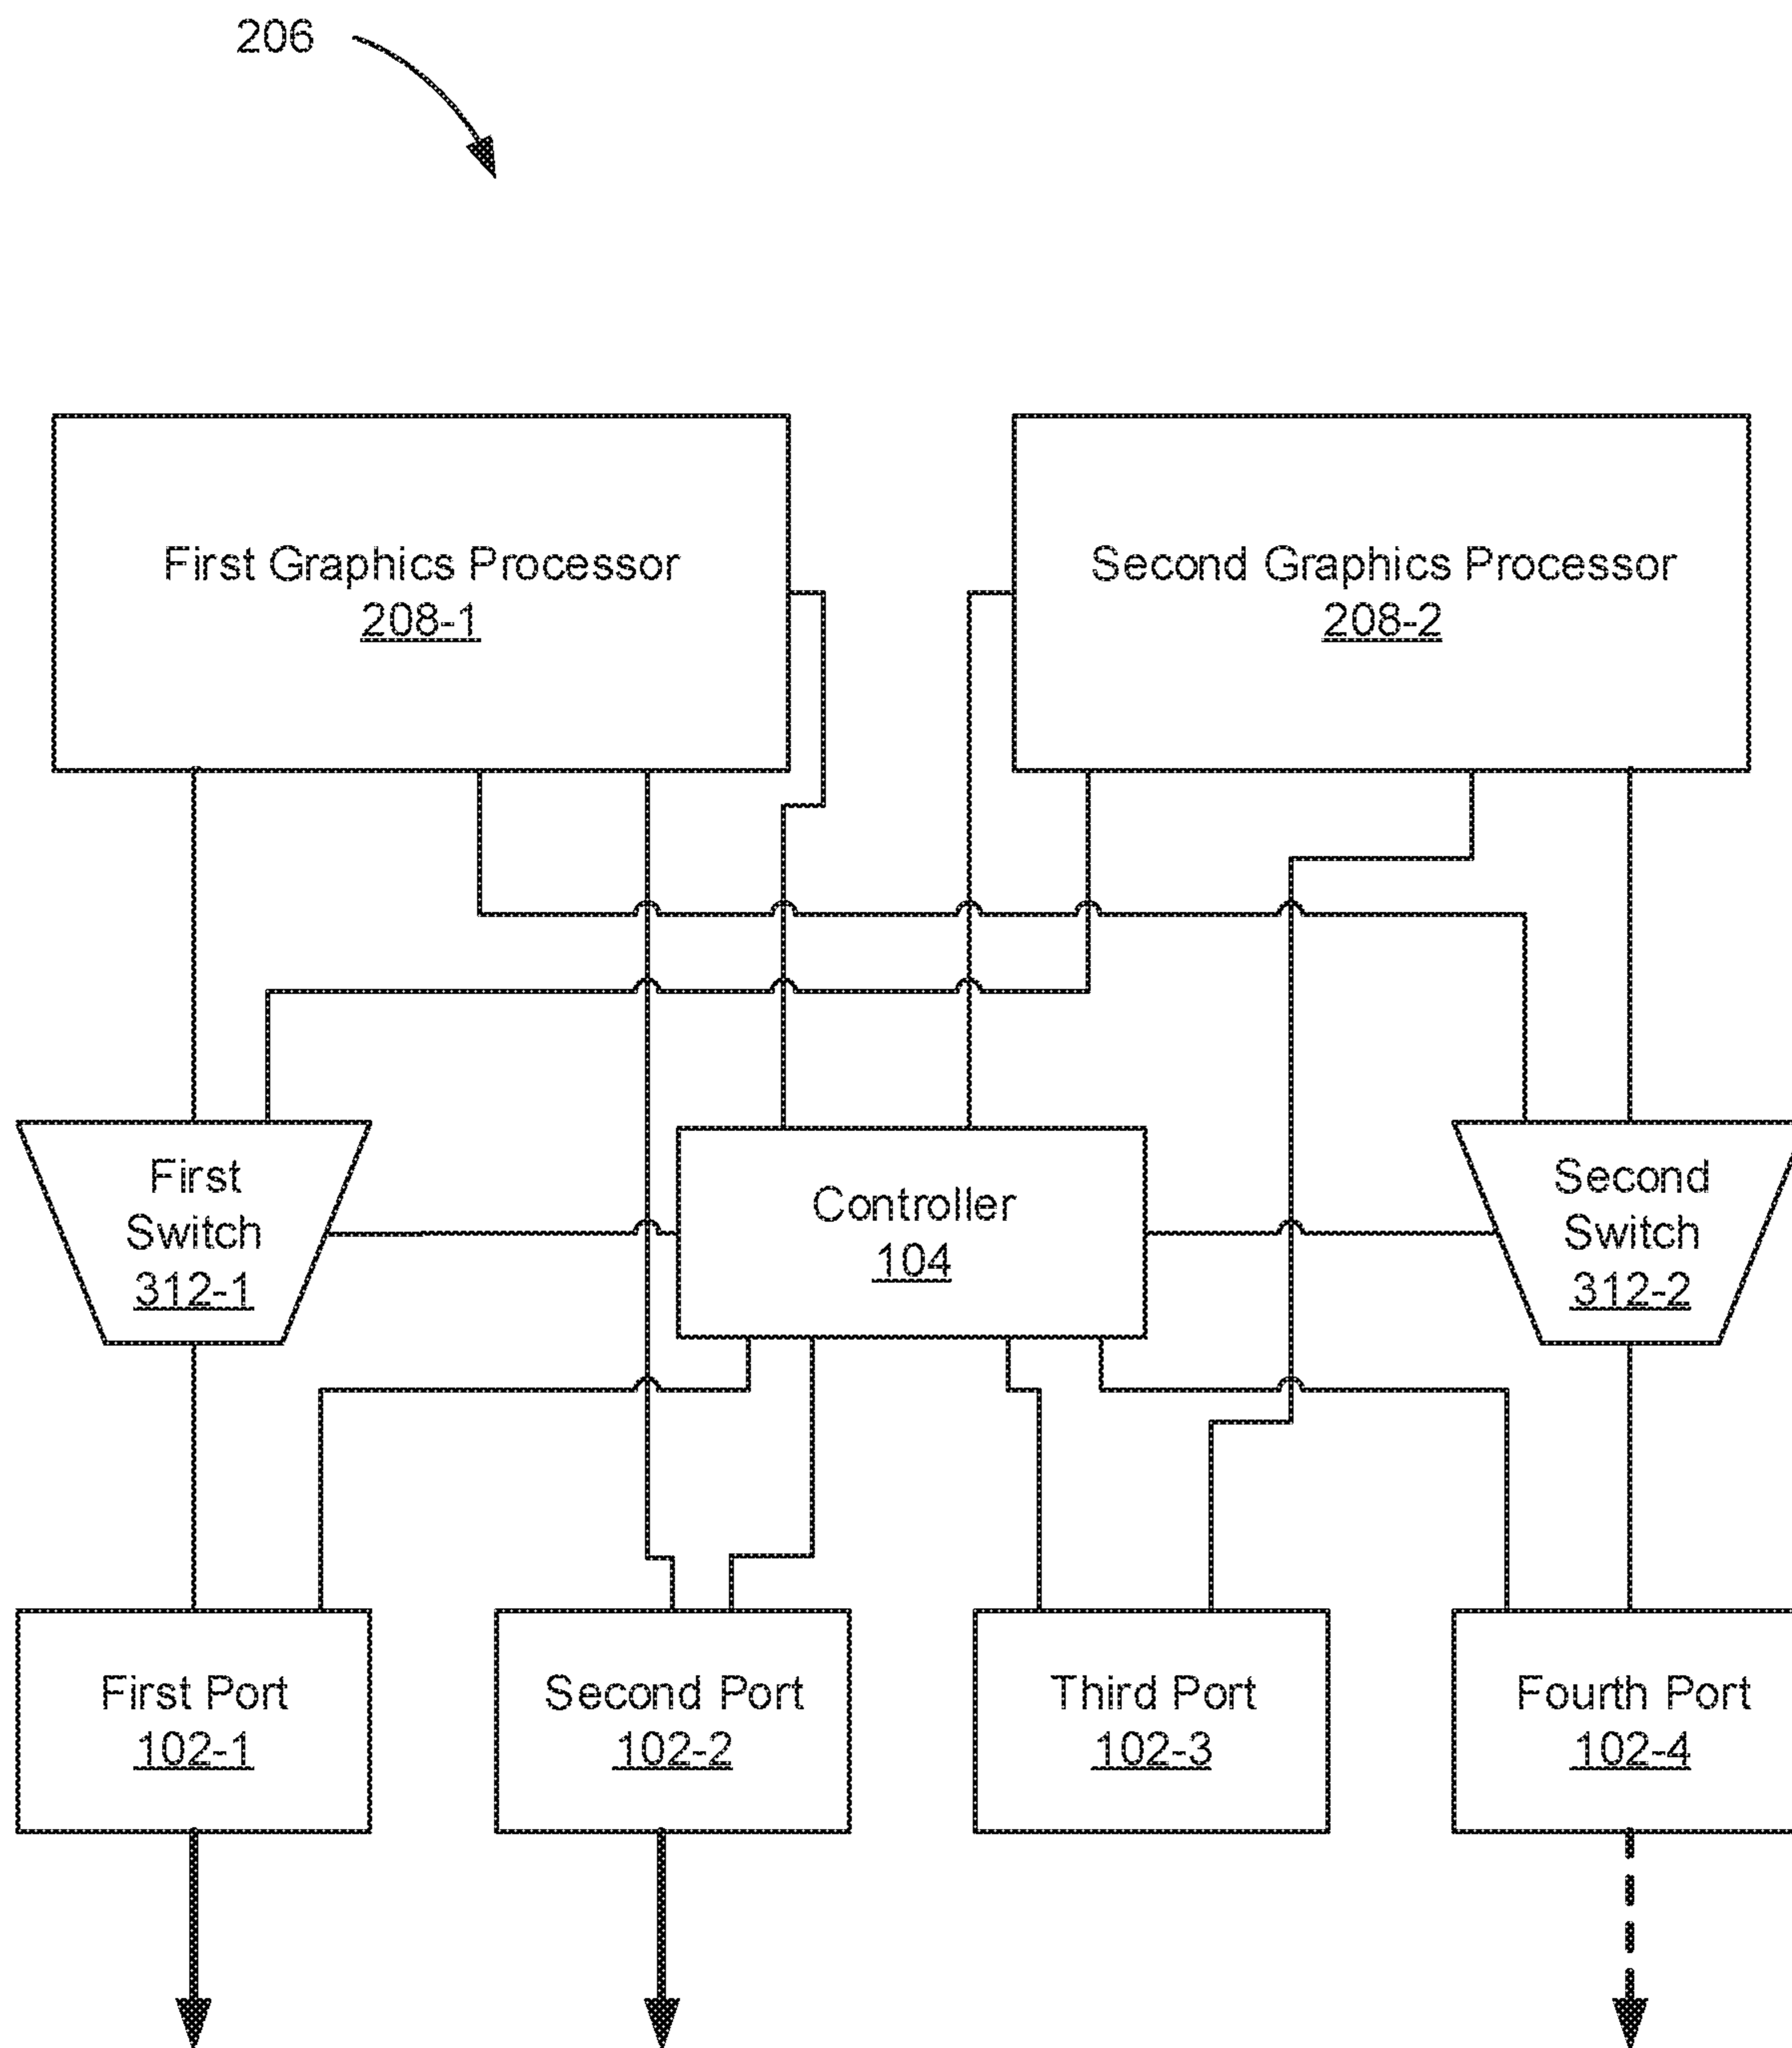 206
First Graphics Processor
208-1
Second Graphics Processor
208-2
First
Switch
312-1
Controller
104
Second
Switch
312-2
First Port
102-1
Second Port
102-2
Third Port
102-3
Fourth Port
102-4